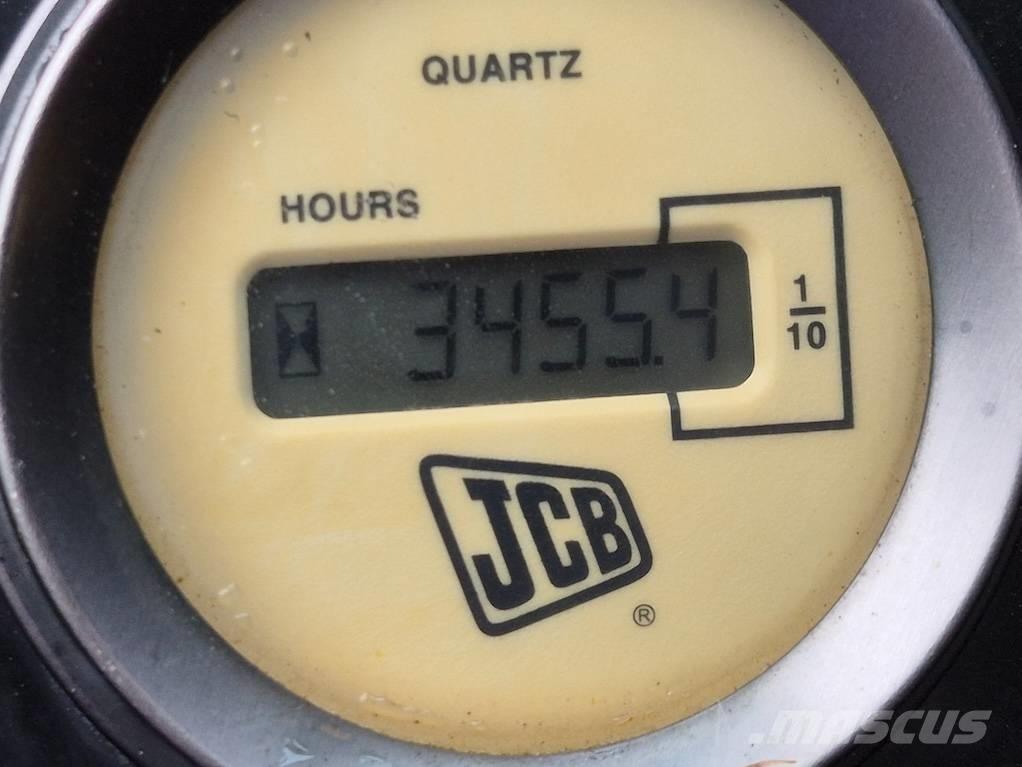 QUARTZ
HOURS
3455.4
1
10
JCB
®
.mascus